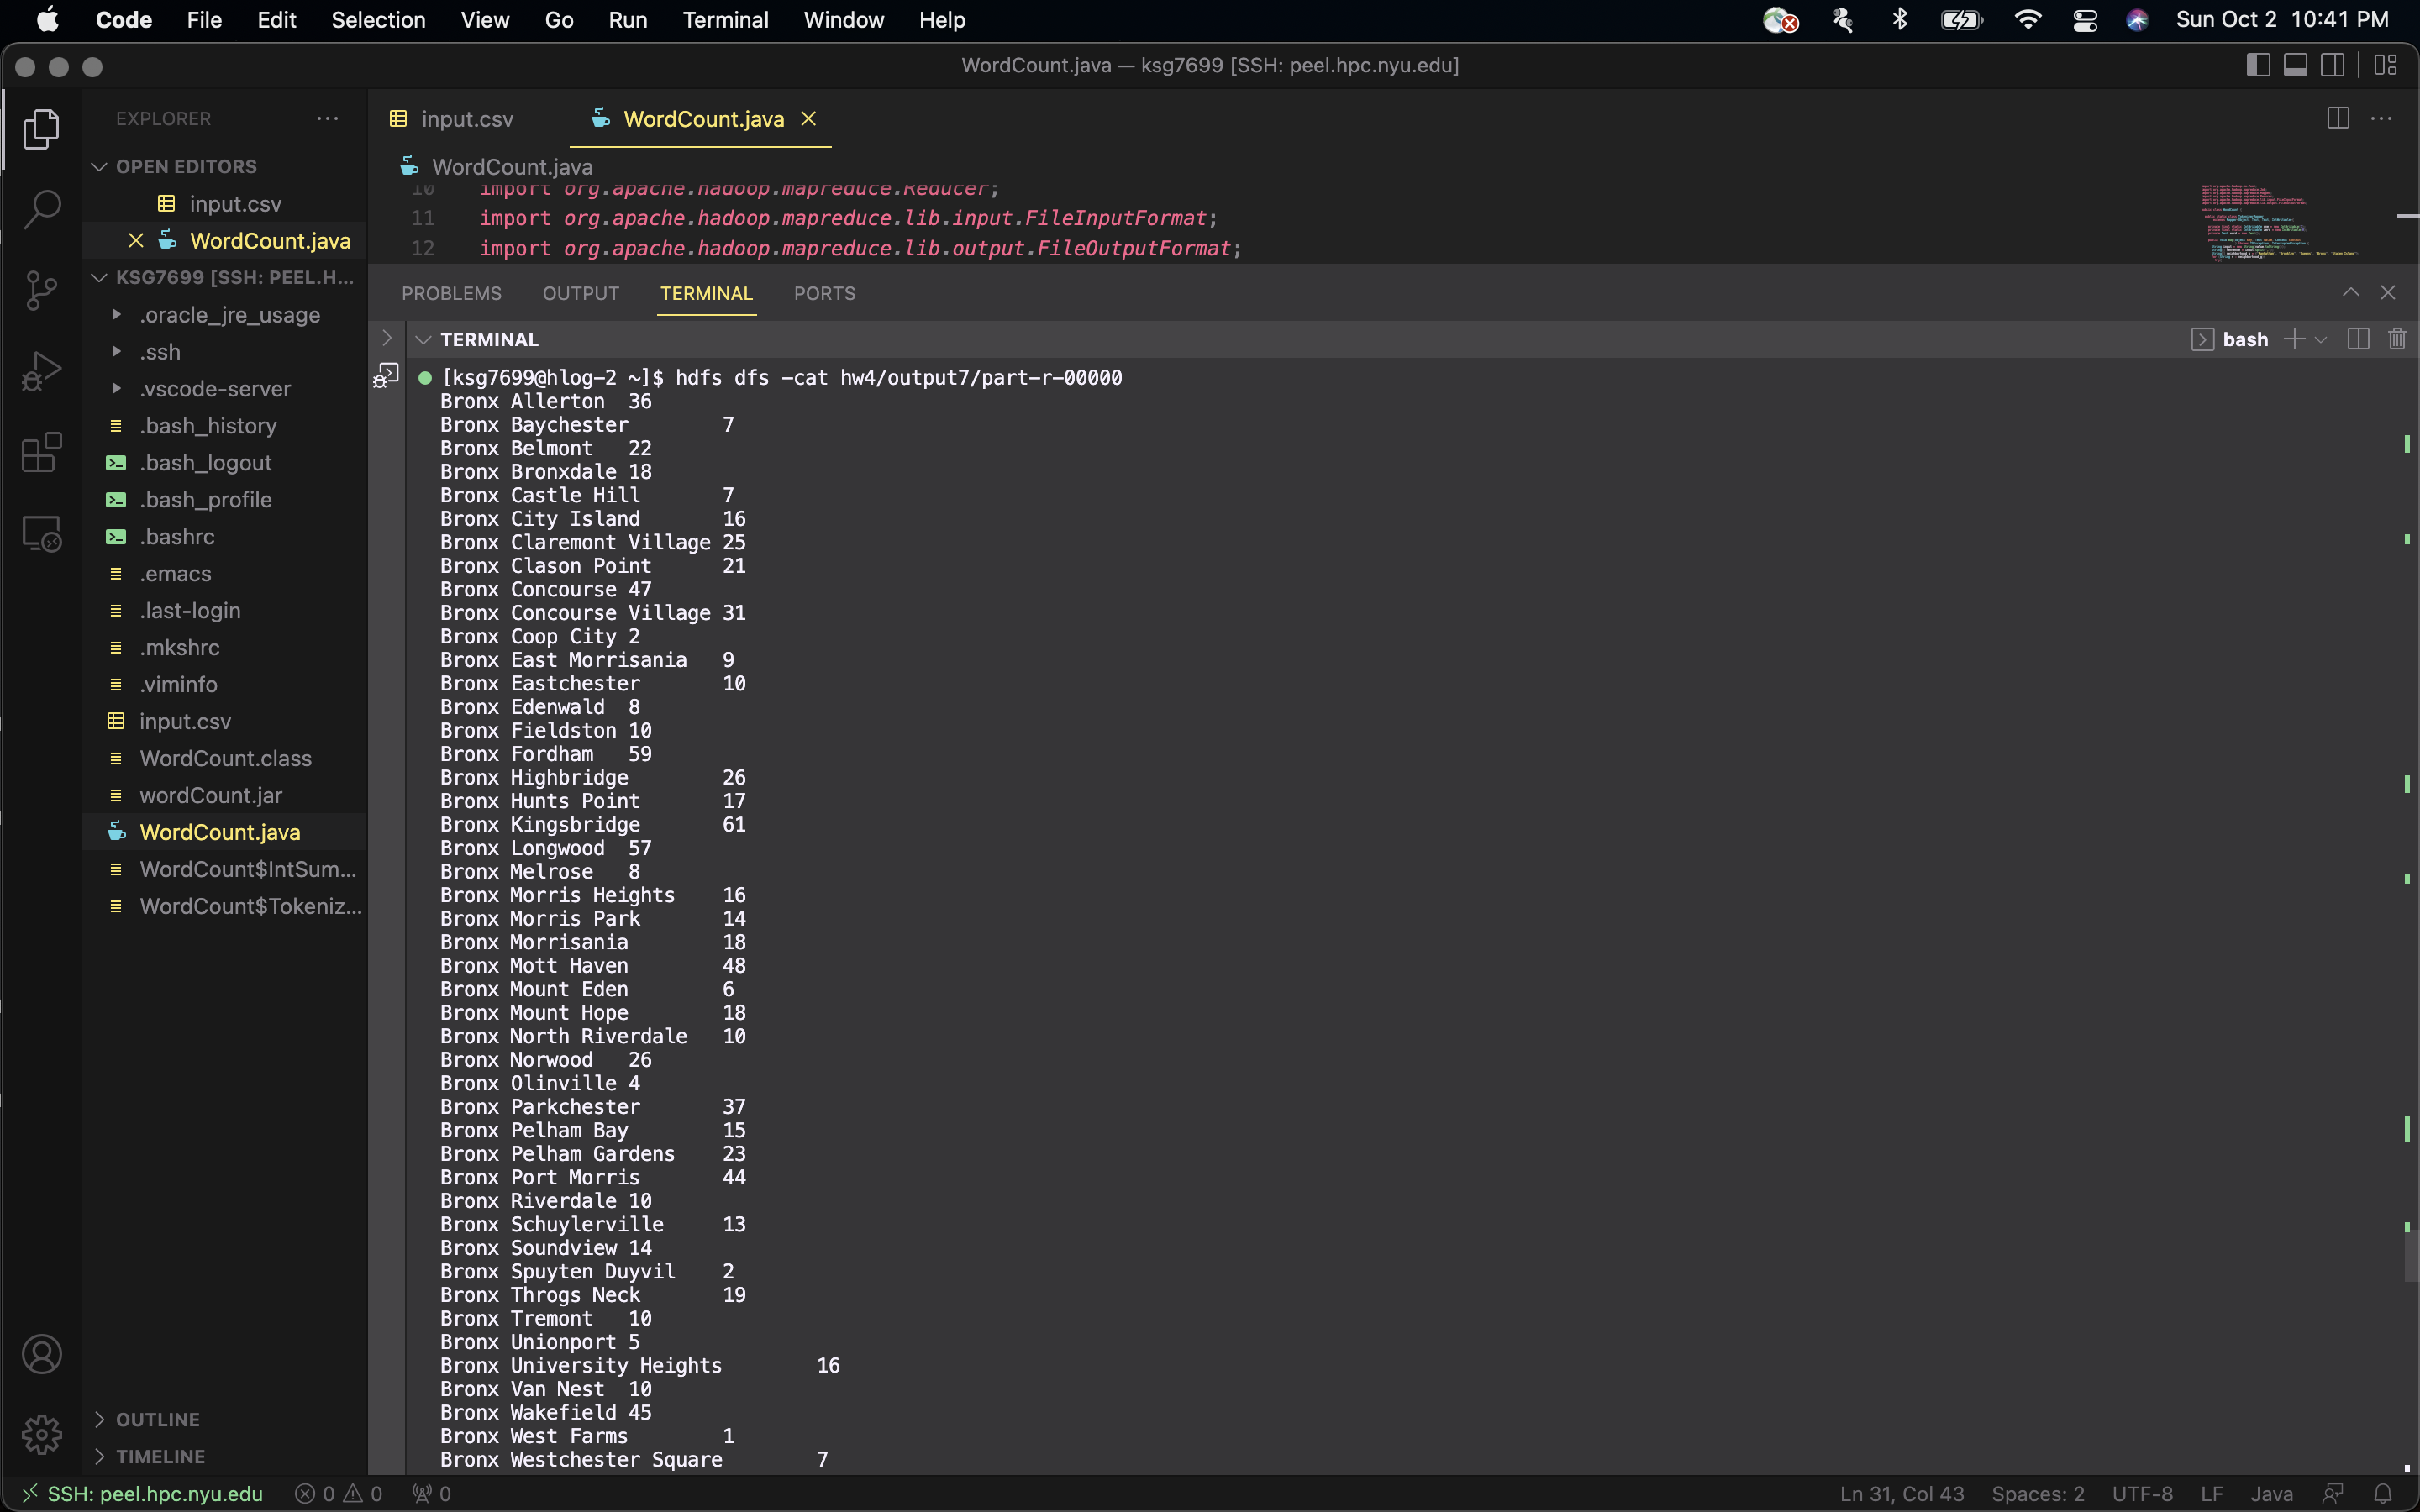 Code File Edit Selection View Go Run Terminal Window Help Sun Oct 2 10:41 PM
WordCount.java — ksg7699 [SSH: peel.hpc.nyu.edu]
EXPLORER
OPEN EDITORS
input.csv
WordCount.java
KSG7699 [SSH: PEEL.H...
.oracle_jre_usage
.ssh
.vscode-server
.bash_history
.bash_logout
.bash_profile
.bashrc
.emacs
.last-login
.mkshrc
.viminfo
input.csv
WordCount.class
wordCount.jar
WordCount.java
WordCount$IntSum...
WordCount$Tokeniz...
OUTLINE
TIMELINE
input.csv WordCount.java
WordCount.java
10 import org.apache.hadoop.mapreduce.Reducer;
11 import org.apache.hadoop.mapreduce.lib.input.FileInputFormat;
12 import org.apache.hadoop.mapreduce.lib.output.FileOutputFormat;
PROBLEMS OUTPUT TERMINAL PORTS
TERMINAL bash
[ksg7699@hlog-2 ~]$ hdfs dfs -cat hw4/output7/part-r-00000
Bronx Allerton 36
Bronx Baychester 7
Bronx Belmont 22
Bronx Bronxdale 18
Bronx Castle Hill 7
Bronx City Island 16
Bronx Claremont Village 25
Bronx Clason Point 21
Bronx Concourse 47
Bronx Concourse Village 31
Bronx Coop City 2
Bronx East Morrisania 9
Bronx Eastchester 10
Bronx Edenwald 8
Bronx Fieldston 10
Bronx Fordham 59
Bronx Highbridge 26
Bronx Hunts Point 17
Bronx Kingsbridge 61
Bronx Longwood 57
Bronx Melrose 8
Bronx Morris Heights 16
Bronx Morris Park 14
Bronx Morrisania 18
Bronx Mott Haven 48
Bronx Mount Eden 6
Bronx Mount Hope 18
Bronx North Riverdale 10
Bronx Norwood 26
Bronx Olinville 4
Bronx Parkchester 37
Bronx Pelham Bay 15
Bronx Pelham Gardens 23
Bronx Port Morris 44
Bronx Riverdale 10
Bronx Schuylerville 13
Bronx Soundview 14
Bronx Spuyten Duyvil 2
Bronx Throgs Neck 19
Bronx Tremont 10
Bronx Unionport 5
Bronx University Heights 16
Bronx Van Nest 10
Bronx Wakefield 45
Bronx West Farms 1
Bronx Westchester Square 7
SSH: peel.hpc.nyu.edu 0 0 0 Ln 31, Col 43 Spaces: 2 UTF-8 LF Java